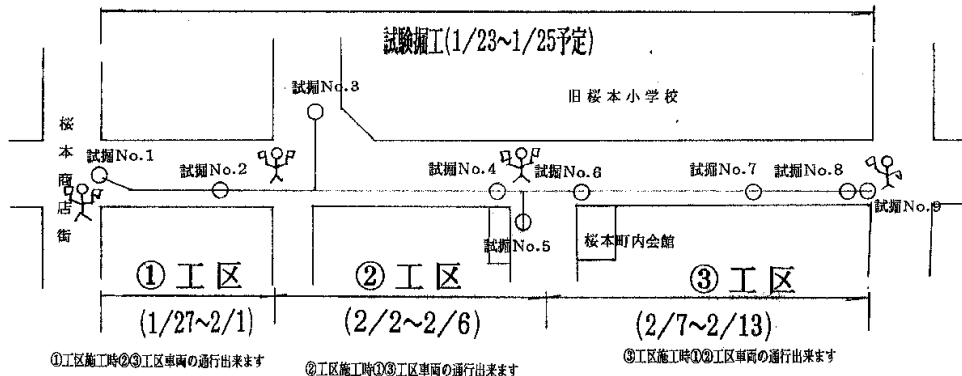 試験掘工(1/23~1/25予定)
試掘No.3
旧桜本小学校
桜本商店街
試掘No.1
試掘No.2
試掘No.4
試掘No.6
試掘No.7
試掘No.8
試掘No.9
試掘No.5
桜本町内会館
①工区
②工区
③工区
(1/27~2/1)
(2/2~2/6)
(2/7~2/13)
①工区施工時②③工区車両の通行出来ます
②工区施工時①③工区車両の通行出来ます
③工区施工時①②工区車両の通行出来ます